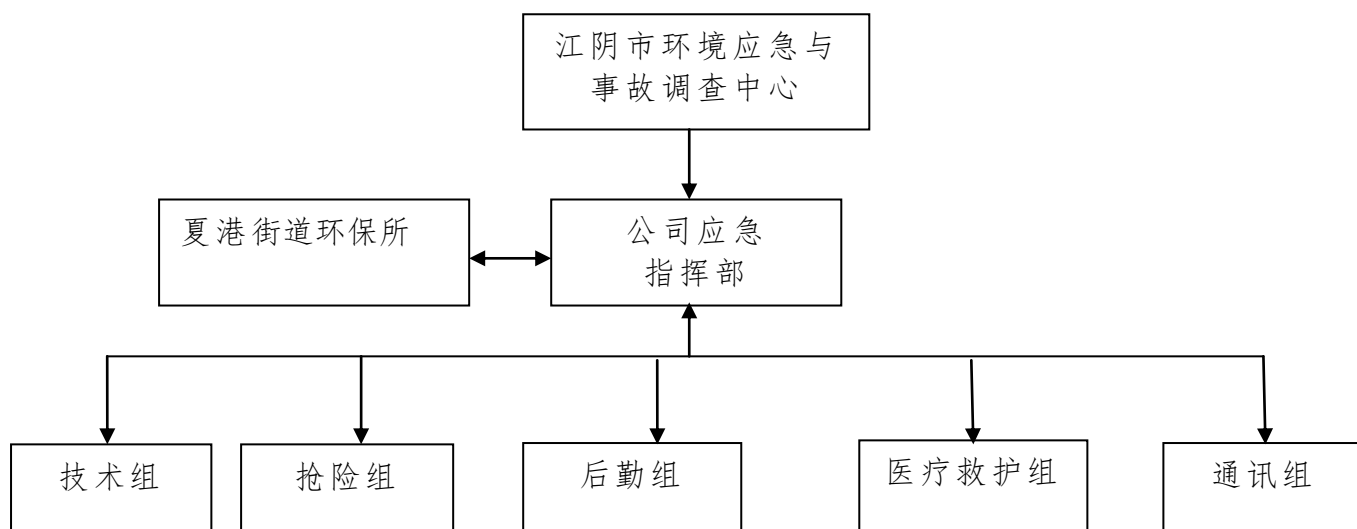 江阴市环境应急与
事故调查中心
夏港街道环保所
公司应急
指挥部
技术组
抢险组
后勤组
医疗救护组
通讯组